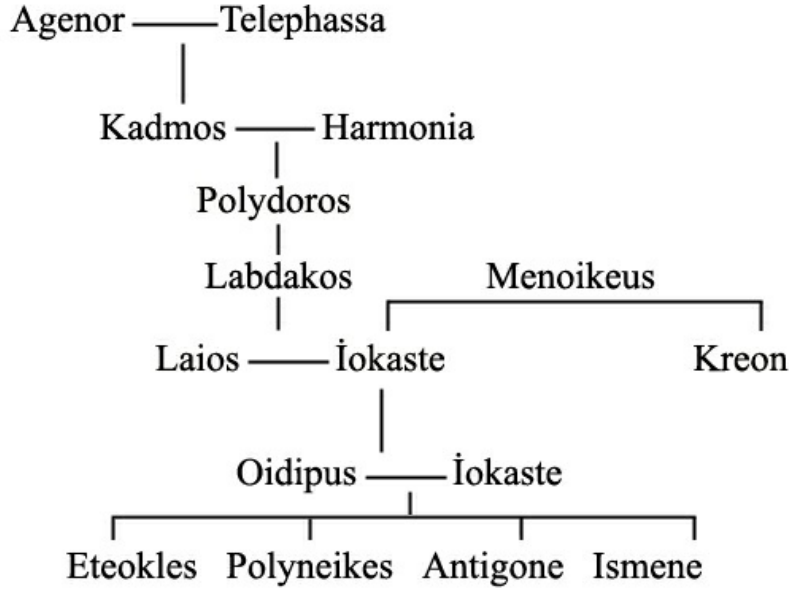 Agenor Telephassa
Kadmos Harmonia
Polydoros
Labdakos Menoikeus
Laios İokaste Kreon
Oidipus İokaste
Eteokles Polyneikes Antigone Ismene